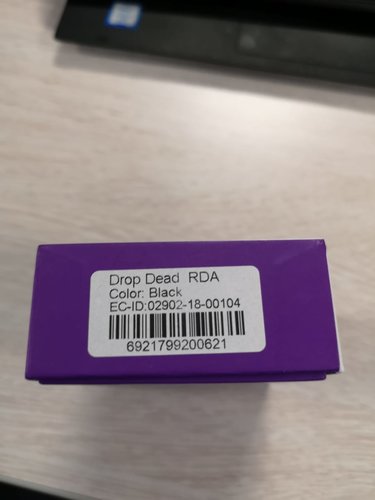 Drop Dead RDA
Color: Black
EC-ID:02902-18-00104
6921799200621